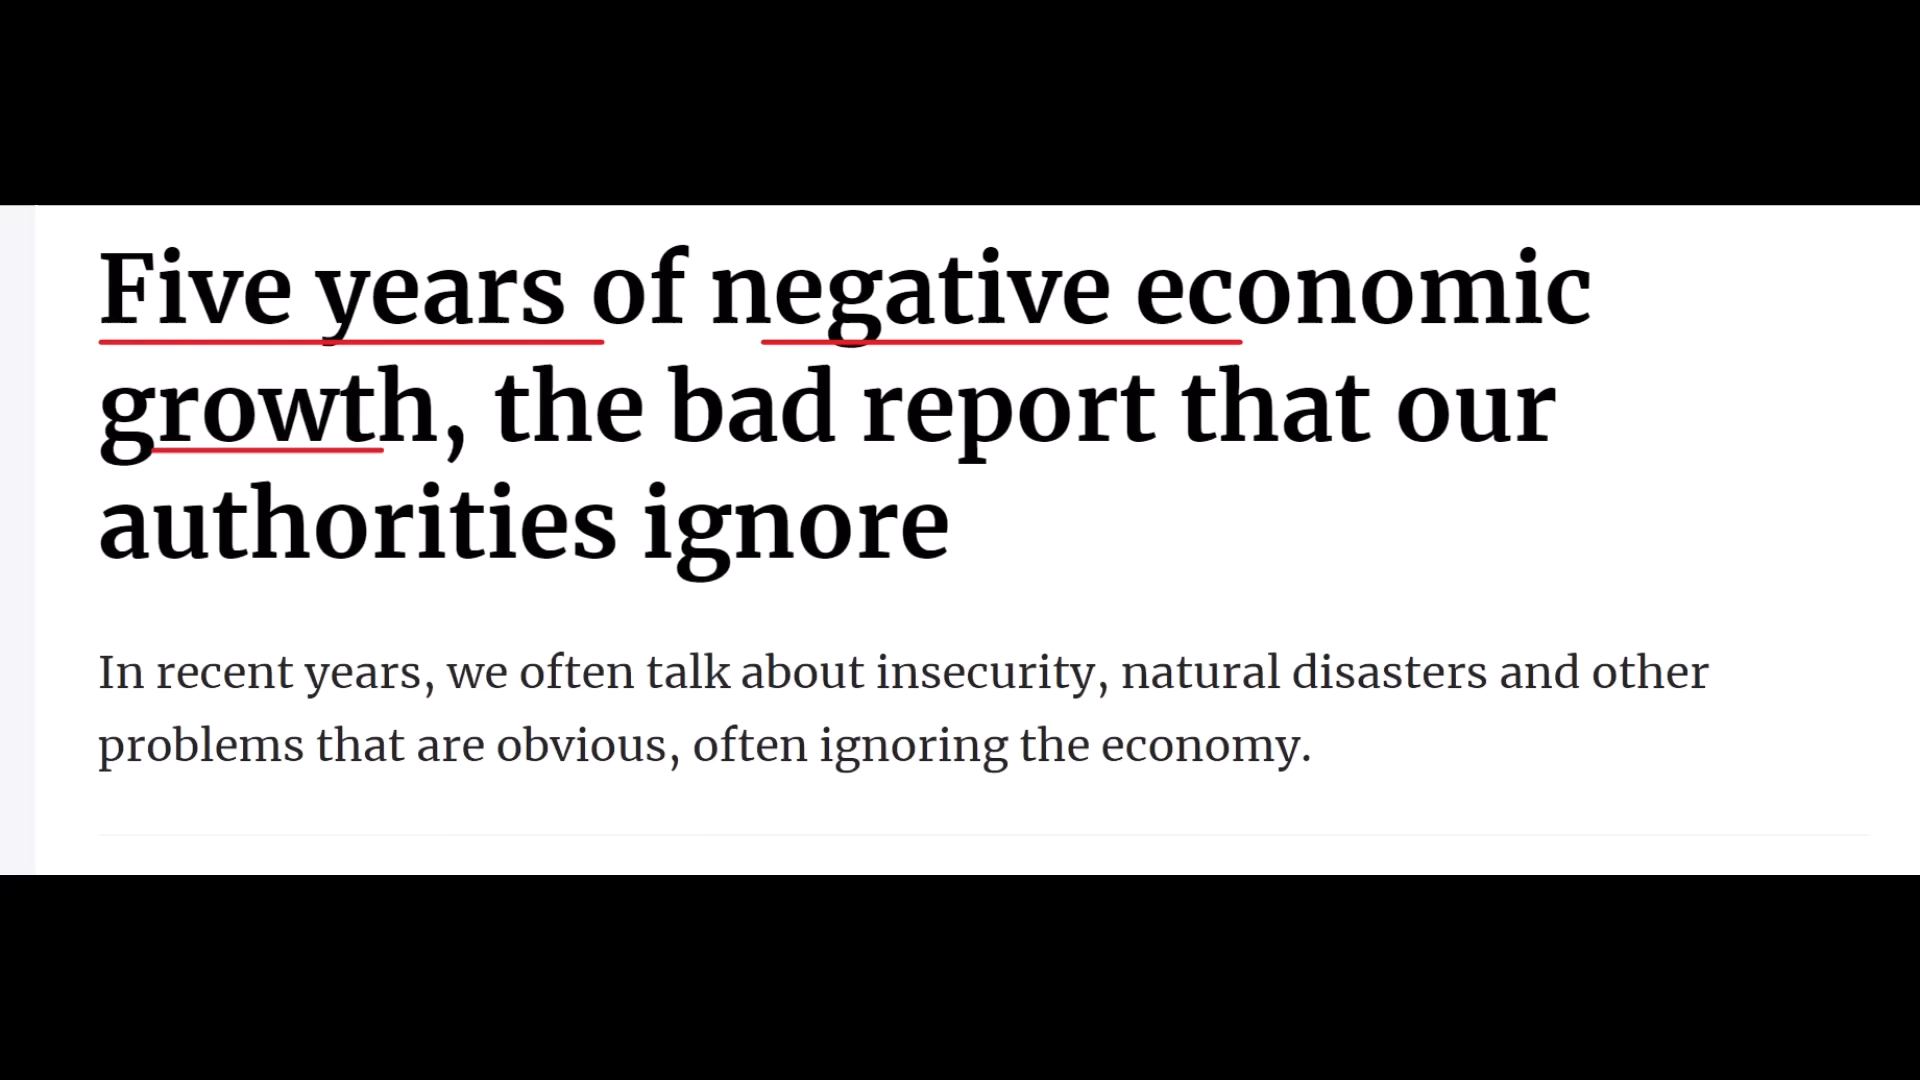 Five years of negative economic
growth, the bad report that our
authorities ignore
In recent years, we often talk about insecurity, natural disasters and other
problems that are obvious, often ignoring the economy.